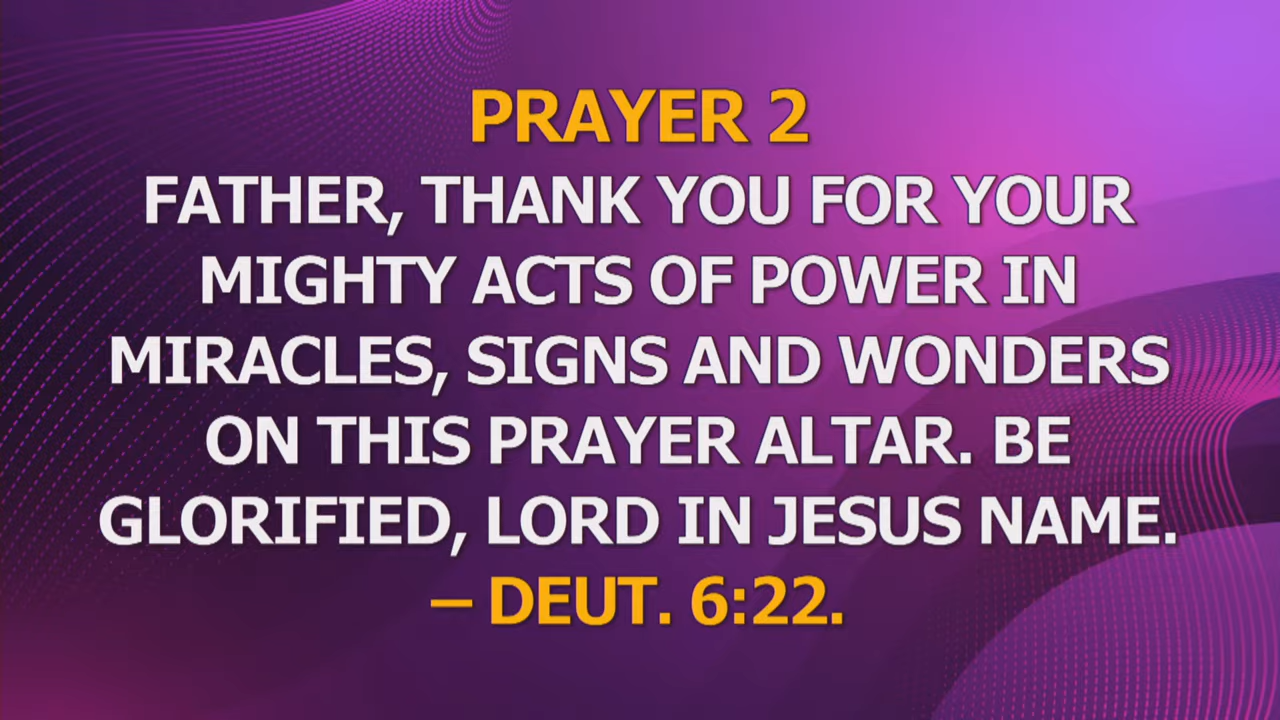 PRAYER 2
FATHER, THANK YOU FOR YOUR
MIGHTY ACTS OF POWER IN
MIRACLES, SIGNS AND WONDERS
ON THIS PRAYER ALTAR. BE
GLORIFIED, LORD IN JESUS NAME.
– DEUT. 6:22.